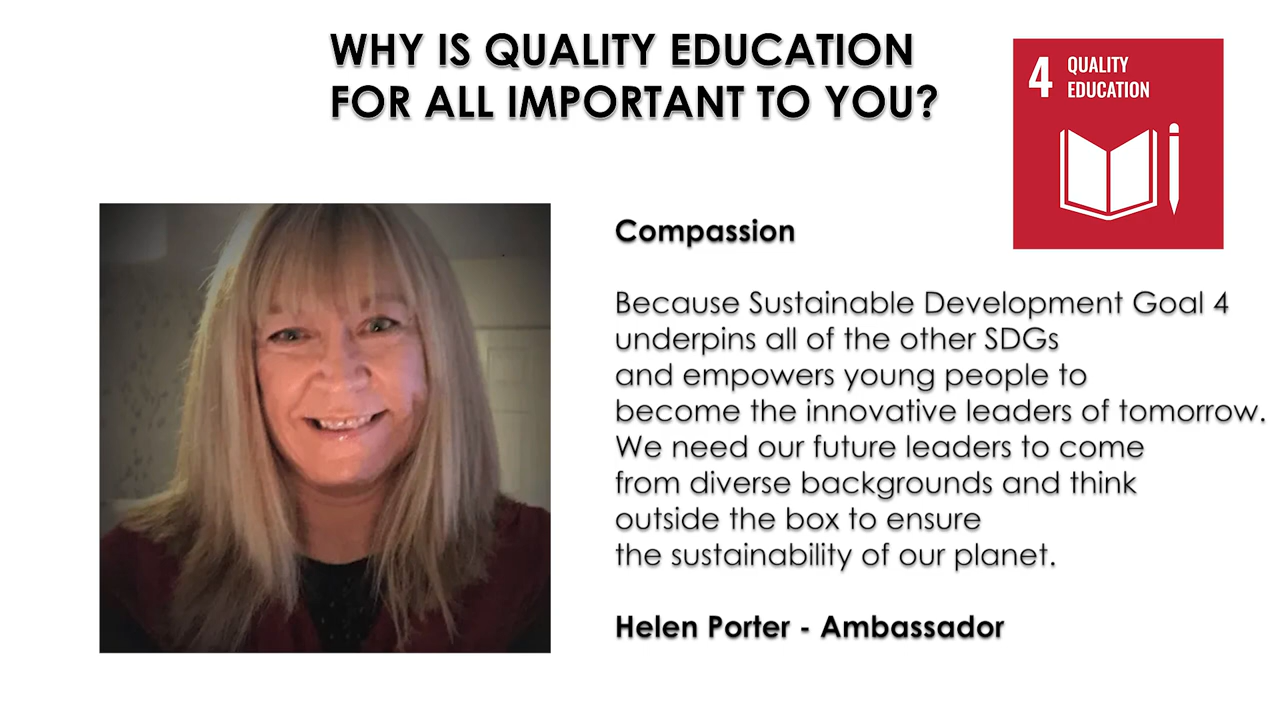 WHY IS QUALITY EDUCATION
FOR ALL IMPORTANT TO YOU?
4 QUALITY
EDUCATION
Compassion
Because Sustainable Development Goal 4
underpins all of the other SDGs
and empowers young people to
become the innovative leaders of tomorrow.
We need our future leaders to come
from diverse backgrounds and think
outside the box to ensure
the sustainability of our planet.
Helen Porter - Ambassador